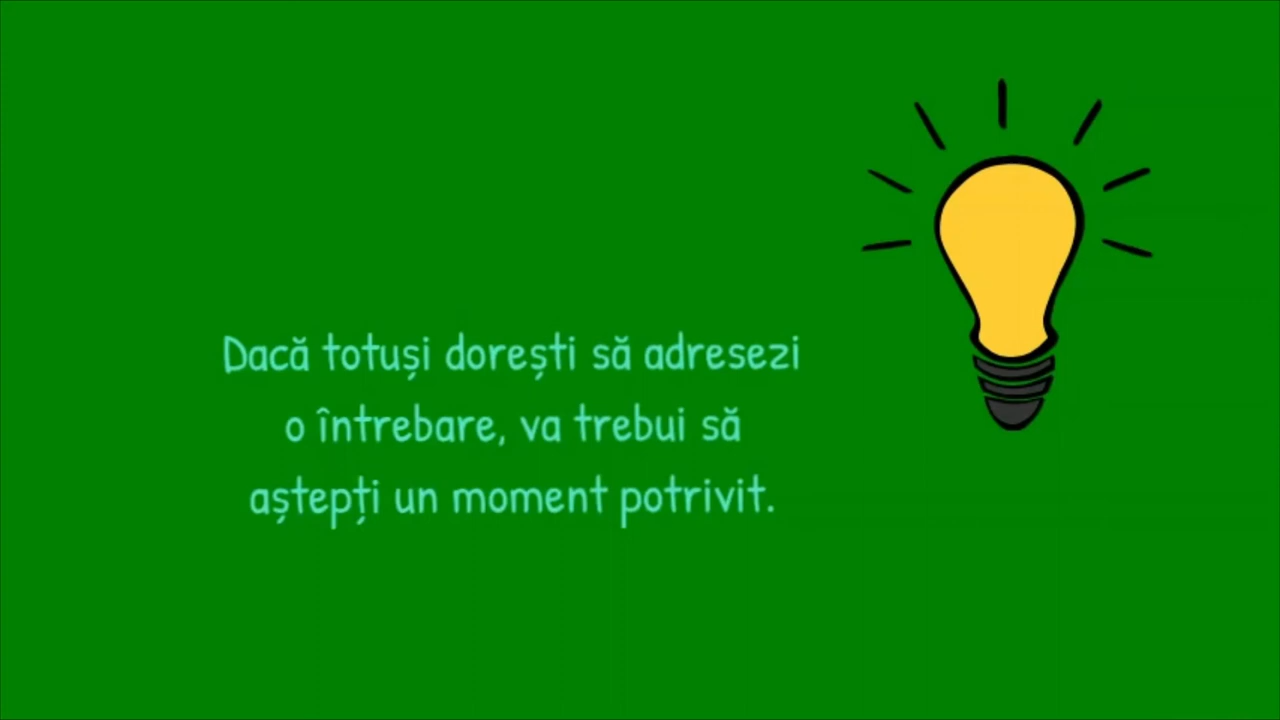 Dacă totuși dorești să adresezi
o întrebare, va trebui să
aștepți un moment potrivit.